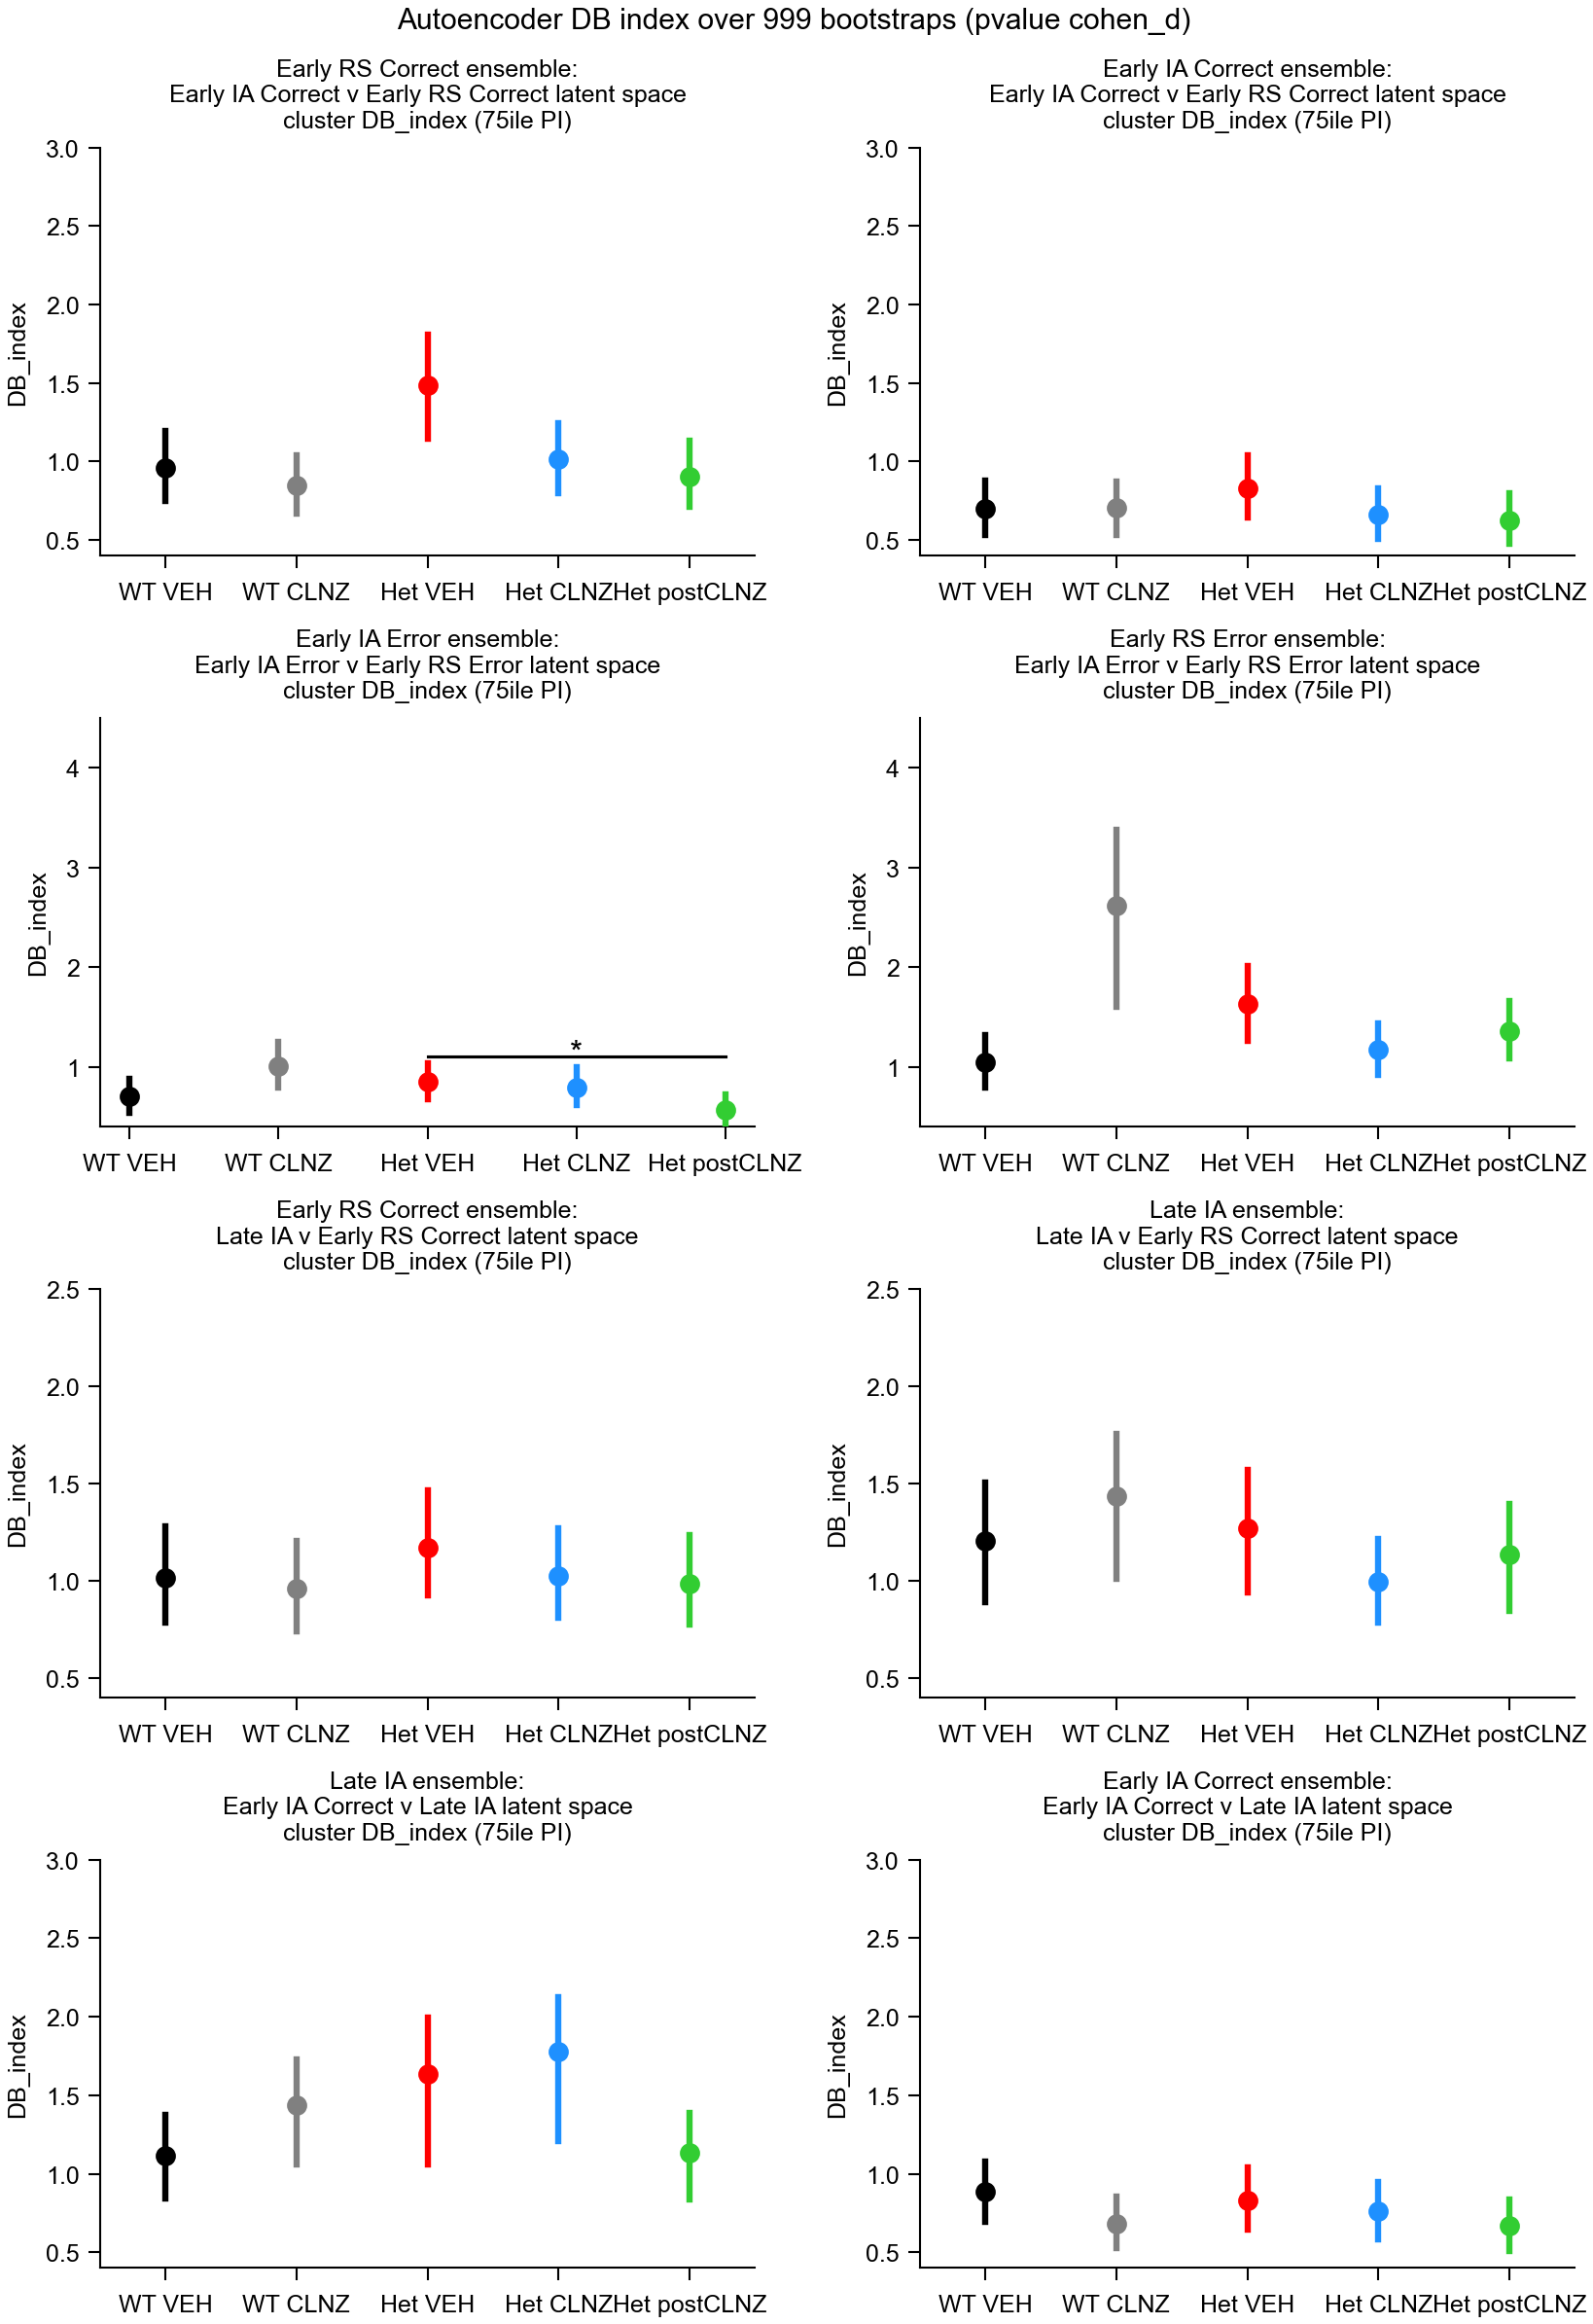 Autoencoder DB index over 999 bootstraps (pvalue cohen_d)
Early RS Correct ensemble:
Early IA Correct v Early RS Correct latent space
cluster DB_index (75ile PI)
3.0
2.5
2.0
1.5
1.0
0.5
DB_index
WT VEH WT CLNZ Het VEH Het CLNZ Het postCLNZ
Early IA Correct ensemble:
Early IA Correct v Early RS Correct latent space
cluster DB_index (75ile PI)
3.0
2.5
2.0
1.5
1.0
0.5
DB_index
WT VEH WT CLNZ Het VEH Het CLNZ Het postCLNZ
Early IA Error ensemble:
Early IA Error v Early RS Error latent space
cluster DB_index (75ile PI)
4
3
2
1
DB_index
*
WT VEH WT CLNZ Het VEH Het CLNZ Het postCLNZ
Early RS Error ensemble:
Early IA Error v Early RS Error latent space
cluster DB_index (75ile PI)
4
3
2
1
DB_index
WT VEH WT CLNZ Het VEH Het CLNZ Het postCLNZ
Early RS Correct ensemble:
Late IA v Early RS Correct latent space
cluster DB_index (75ile PI)
2.5
2.0
1.5
1.0
0.5
DB_index
WT VEH WT CLNZ Het VEH Het CLNZ Het postCLNZ
Late IA ensemble:
Late IA v Early RS Correct latent space
cluster DB_index (75ile PI)
2.5
2.0
1.5
1.0
0.5
DB_index
WT VEH WT CLNZ Het VEH Het CLNZ Het postCLNZ
Late IA ensemble:
Early IA Correct v Late IA latent space
cluster DB_index (75ile PI)
3.0
2.5
2.0
1.5
1.0
0.5
DB_index
WT VEH WT CLNZ Het VEH Het CLNZ Het postCLNZ
Early IA Correct ensemble:
Early IA Correct v Late IA latent space
cluster DB_index (75ile PI)
3.0
2.5
2.0
1.5
1.0
0.5
DB_index
WT VEH WT CLNZ Het VEH Het CLNZ Het postCLNZ